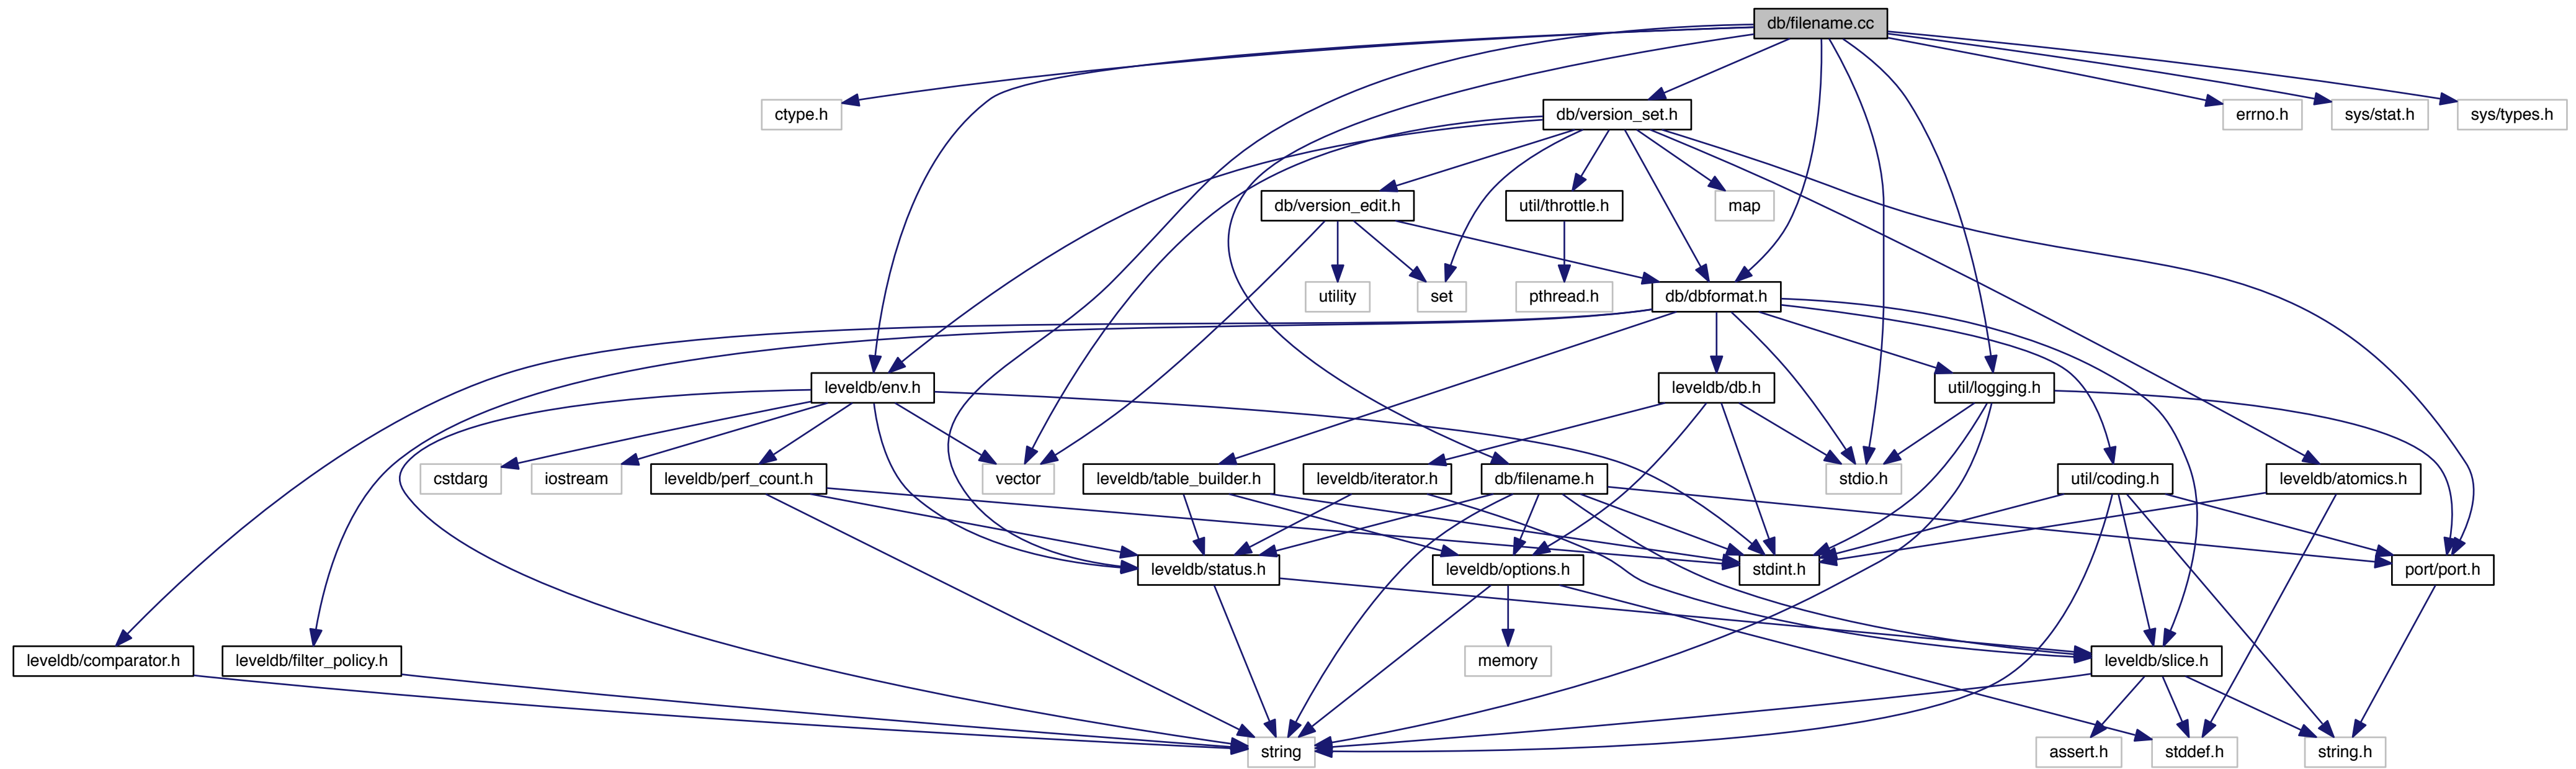 db/filename.cc
ctype.h
db/version_set.h
errno.h
sys/stat.h
sys/types.h
db/version_edit.h
util/throttle.h
map
utility
set
pthread.h
db/dbformat.h
leveldb/env.h
leveldb/db.h
util/logging.h
cstdarg
iostream
leveldb/perf_count.h
vector
leveldb/table_builder.h
leveldb/iterator.h
db/filename.h
stdio.h
util/coding.h
leveldb/atomics.h
leveldb/status.h
leveldb/options.h
stdint.h
port/port.h
leveldb/comparator.h
leveldb/filter_policy.h
memory
leveldb/slice.h
string
assert.h
stddef.h
string.h